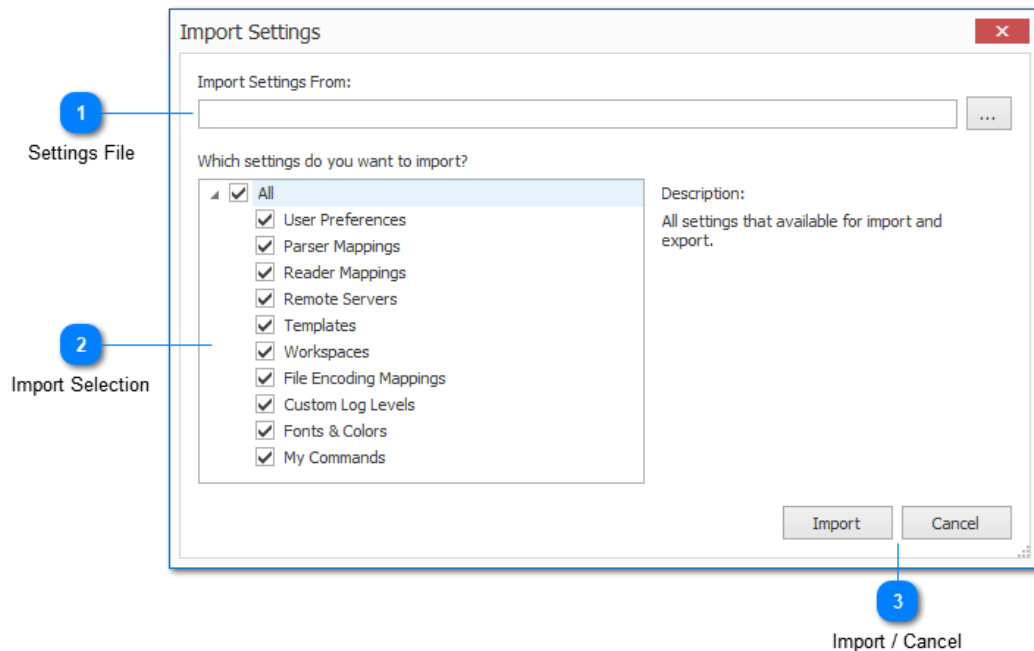 Import Settings
Import Settings From:
1
...
Settings File
Which settings do you want to import?
All
Description:
User Preferences
All settings that available for import and
export.
Parser Mappings
Reader Mappings
Remote Servers
Templates
2
Workspaces
Import Selection
File Encoding Mappings
Custom Log Levels
Fonts & Colors
My Commands
Import
Cancel
3
Import / Cancel